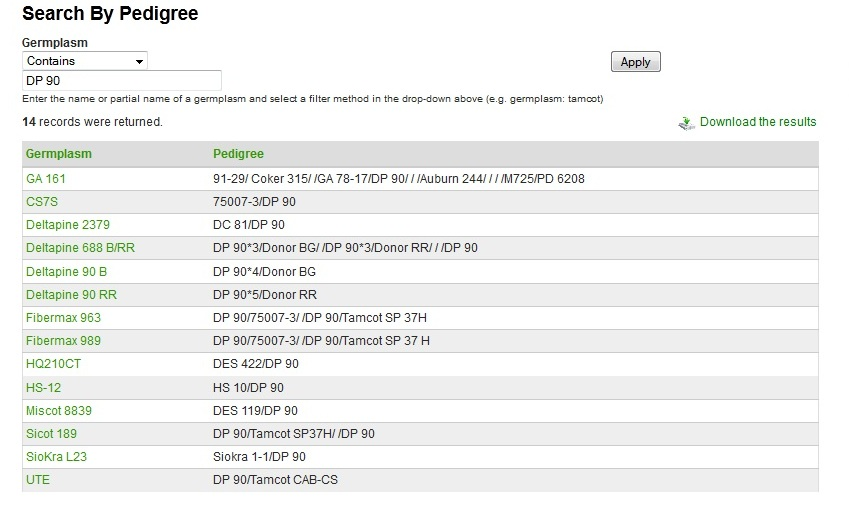 Search By Pedigree
Germplasm
Contains
Apply
DP 90
Enter the name or partial name of a germplasm and select a filter method in the drop-down above (e.g. germplasm: tamcot)
14 records were returned. Download the results
Germplasm Pedigree
GA 161 91-29/ Coker 315/ /GA 78-17/DP 90/ / /Auburn 244/ / / /M725/PD 6208
CS7S 75007-3/DP 90
Deltapine 2379 DC 81/DP 90
Deltapine 688 B/RR DP 90*3/Donor BG/ /DP 90*3/Donor RR/ / /DP 90
Deltapine 90 B DP 90*4/Donor BG
Deltapine 90 RR DP 90*5/Donor RR
Fibermax 963 DP 90/75007-3/ /DP 90/Tamcot SP 37H
Fibermax 989 DP 90/75007-3/ /DP 90/Tamcot SP 37 H
HQ210CT DES 422/DP 90
HS-12 HS 10/DP 90
Miscot 8839 DES 119/DP 90
Sicot 189 DP 90/Tamcot SP37H/ /DP 90
SioKra L23 Siokra 1-1/DP 90
UTE DP 90/Tamcot CAB-CS